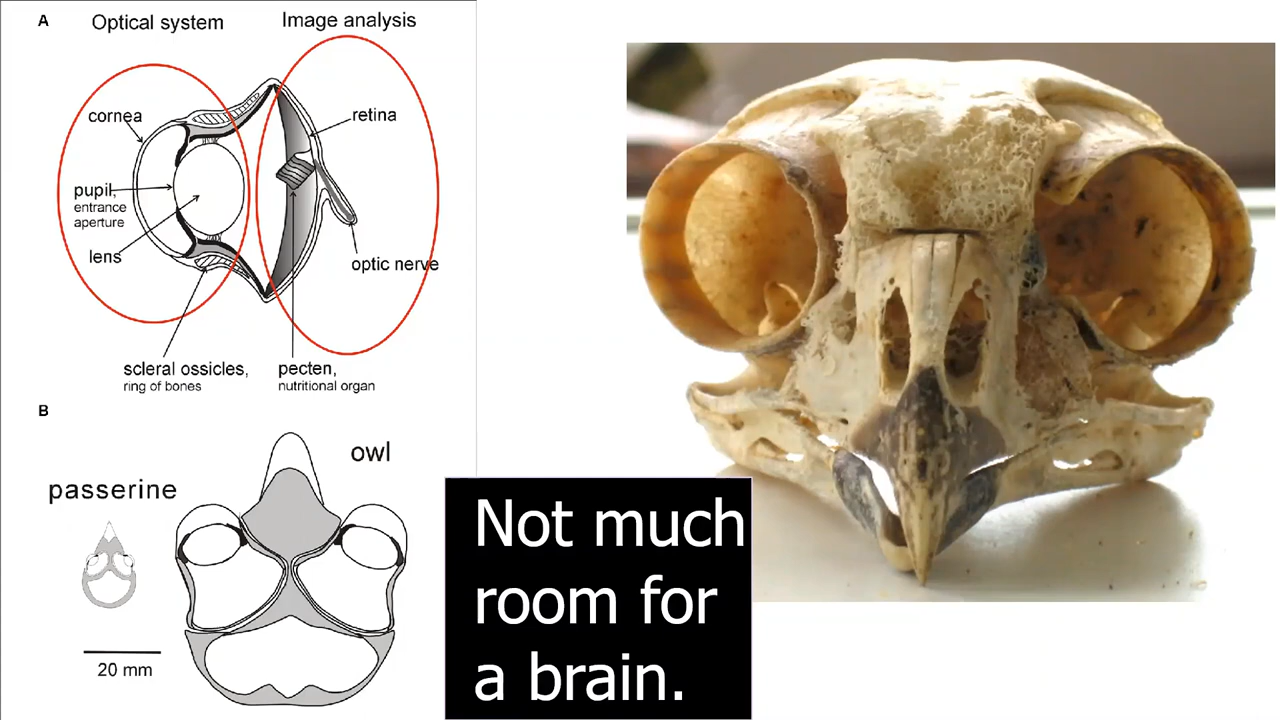 A
Optical system
Image analysis
cornea
retina
pupil,
entrance
aperture
lens
optic nerve
scleral ossicles,
ring of bones
pecten,
nutritional organ
B
owl
passerine
20 mm
Not much
room for
a brain.